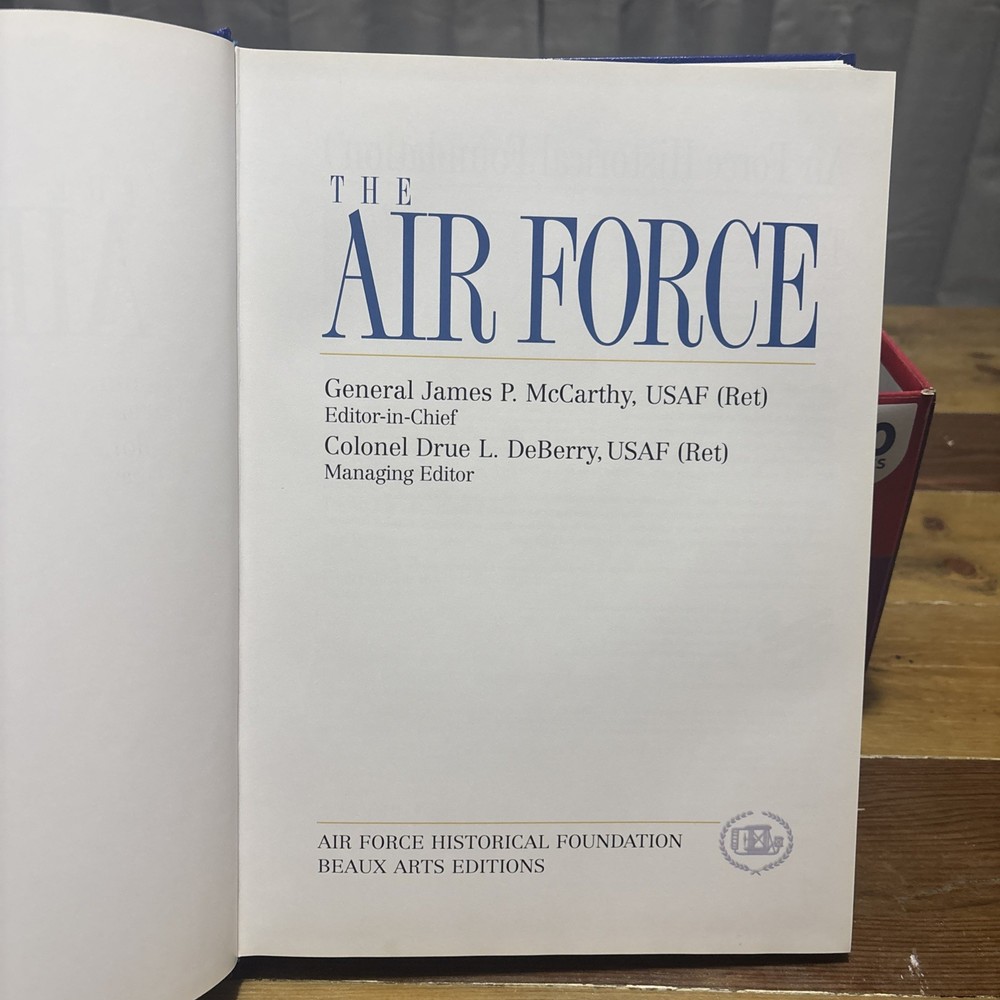 THE
AIR FORCE
General James P. McCarthy, USAF (Ret)
Editor-in-Chief
Colonel Drue L. DeBerry, USAF (Ret)
Managing Editor
AIR FORCE HISTORICAL FOUNDATION
BEAUX ARTS EDITIONS